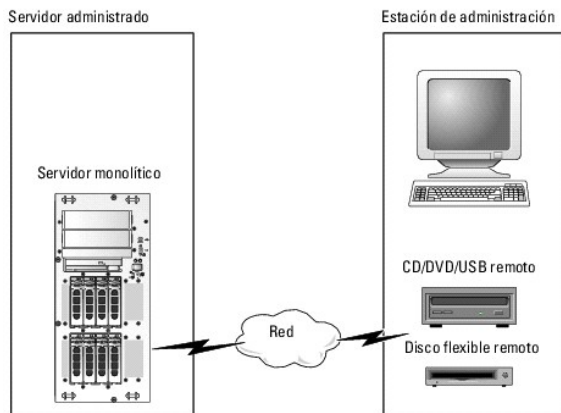 Servidor administrado
Estación de administración
Servidor monolítico
CD/DVD/USB remoto
Red
Disco flexible remoto